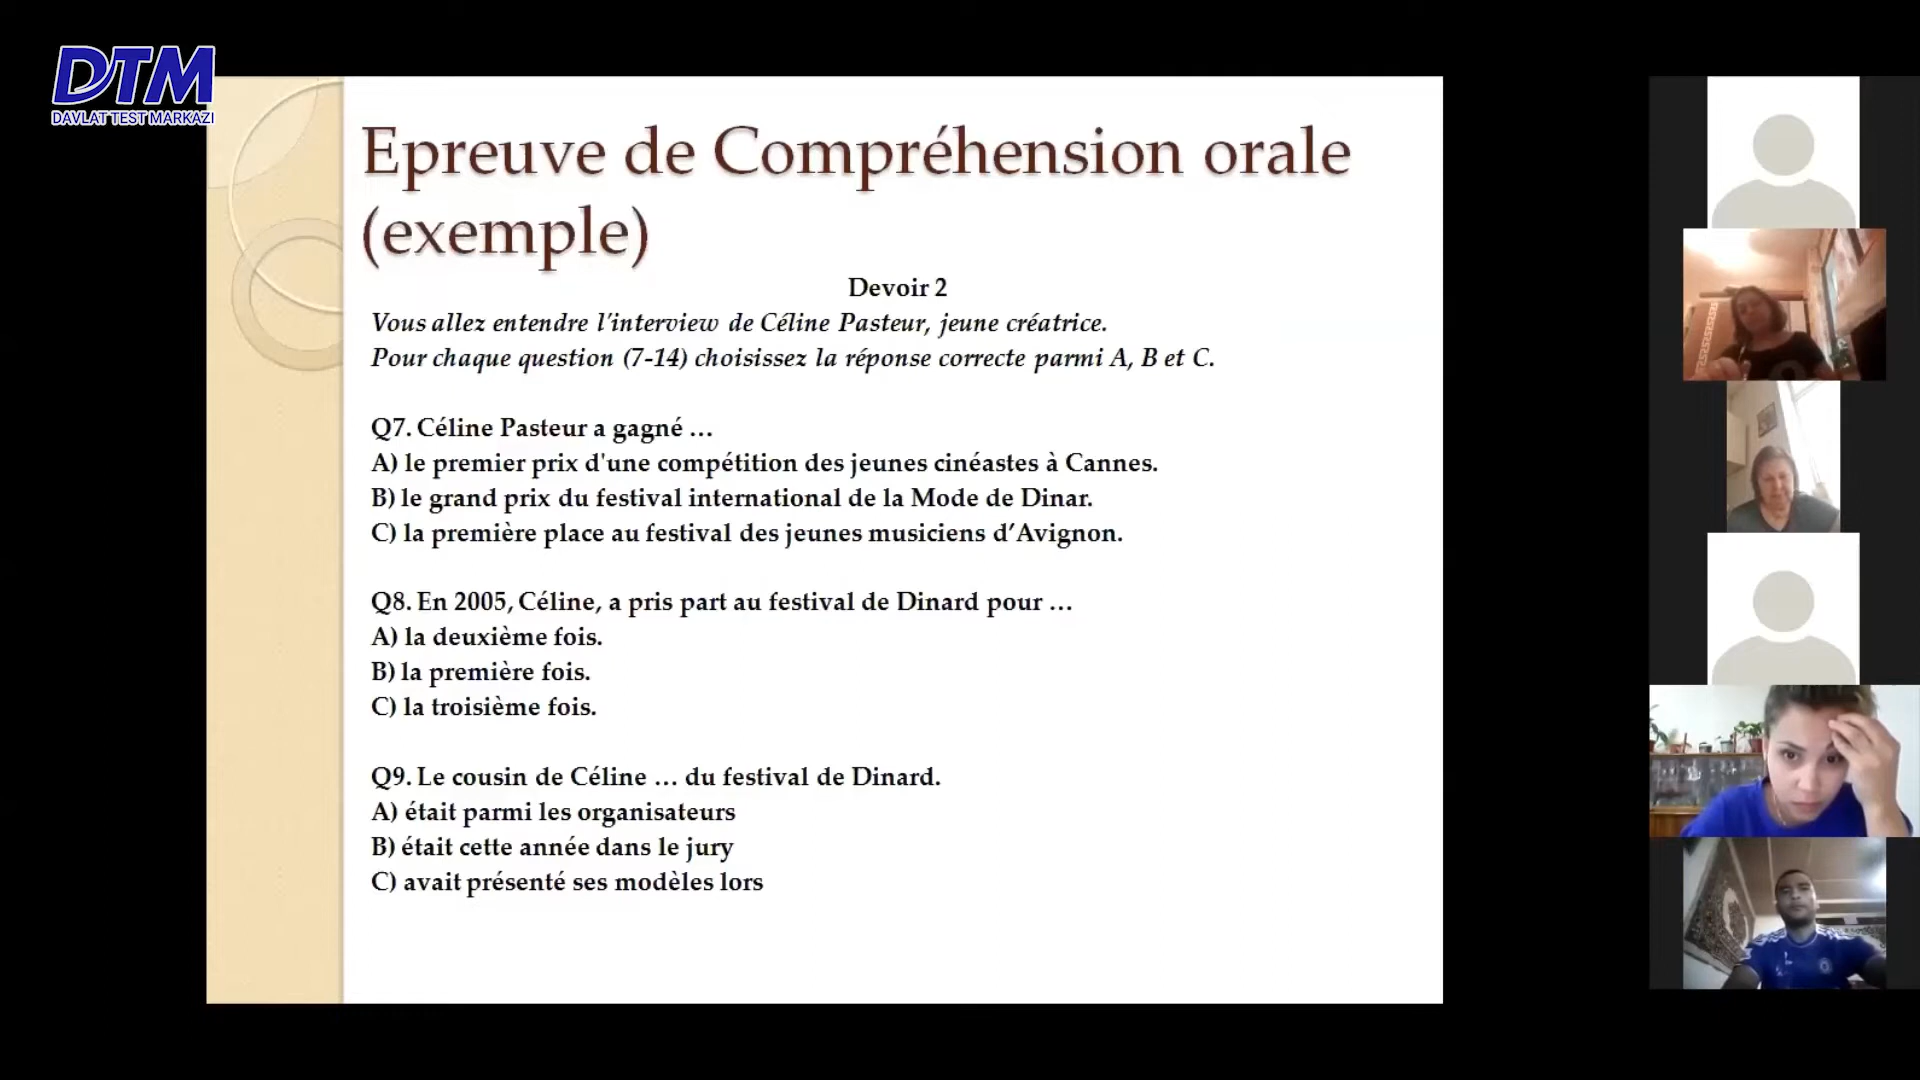 DTM
DAVLAT TEST MARKAZI
Epreuve de Compréhension orale
(exemple)
Devoir 2
Vous allez entendre l'interview de Céline Pasteur, jeune créatrice.
Pour chaque question (7-14) choisissez la réponse correcte parmi A, B et C.
Q7. Céline Pasteur a gagné …
A) le premier prix d'une compétition des jeunes cinéastes à Cannes.
B) le grand prix du festival international de la Mode de Dinar.
C) la première place au festival des jeunes musiciens d’Avignon.
Q8. En 2005, Céline, a pris part au festival de Dinard pour …
A) la deuxième fois.
B) la première fois.
C) la troisième fois.
Q9. Le cousin de Céline … du festival de Dinard.
A) était parmi les organisateurs
B) était cette année dans le jury
C) avait présenté ses modèles lors